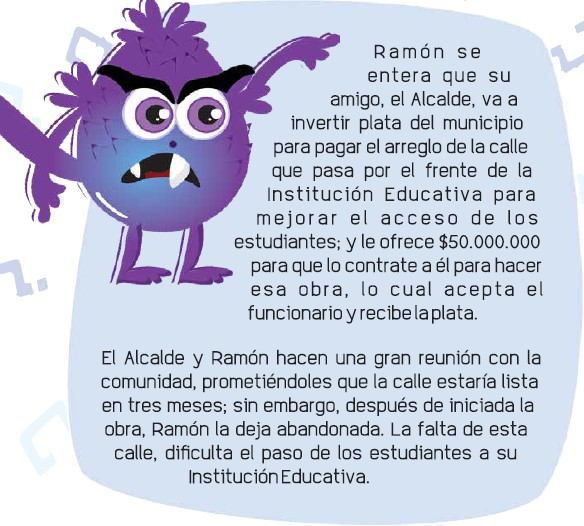 Ramón se
entera que su
amigo, el Alcalde, va a
invertir plata del municipio
para pagar el arreglo de la calle
que pasa por el frente de la
Institución Educativa para
mejorar el acceso de los
estudiantes; y le ofrece $50.000.000
para que lo contrate a él para hacer
esa obra, lo cual acepta el
funcionario y recibe la plata.
El Alcalde y Ramón hacen una gran reunión con la
comunidad, prometiéndoles que la calle estaría lista
en tres meses; sin embargo, después de iniciada la
obra, Ramón la deja abandonada. La falta de esta
calle, dificulta el paso de los estudiantes a su
Institución Educativa.